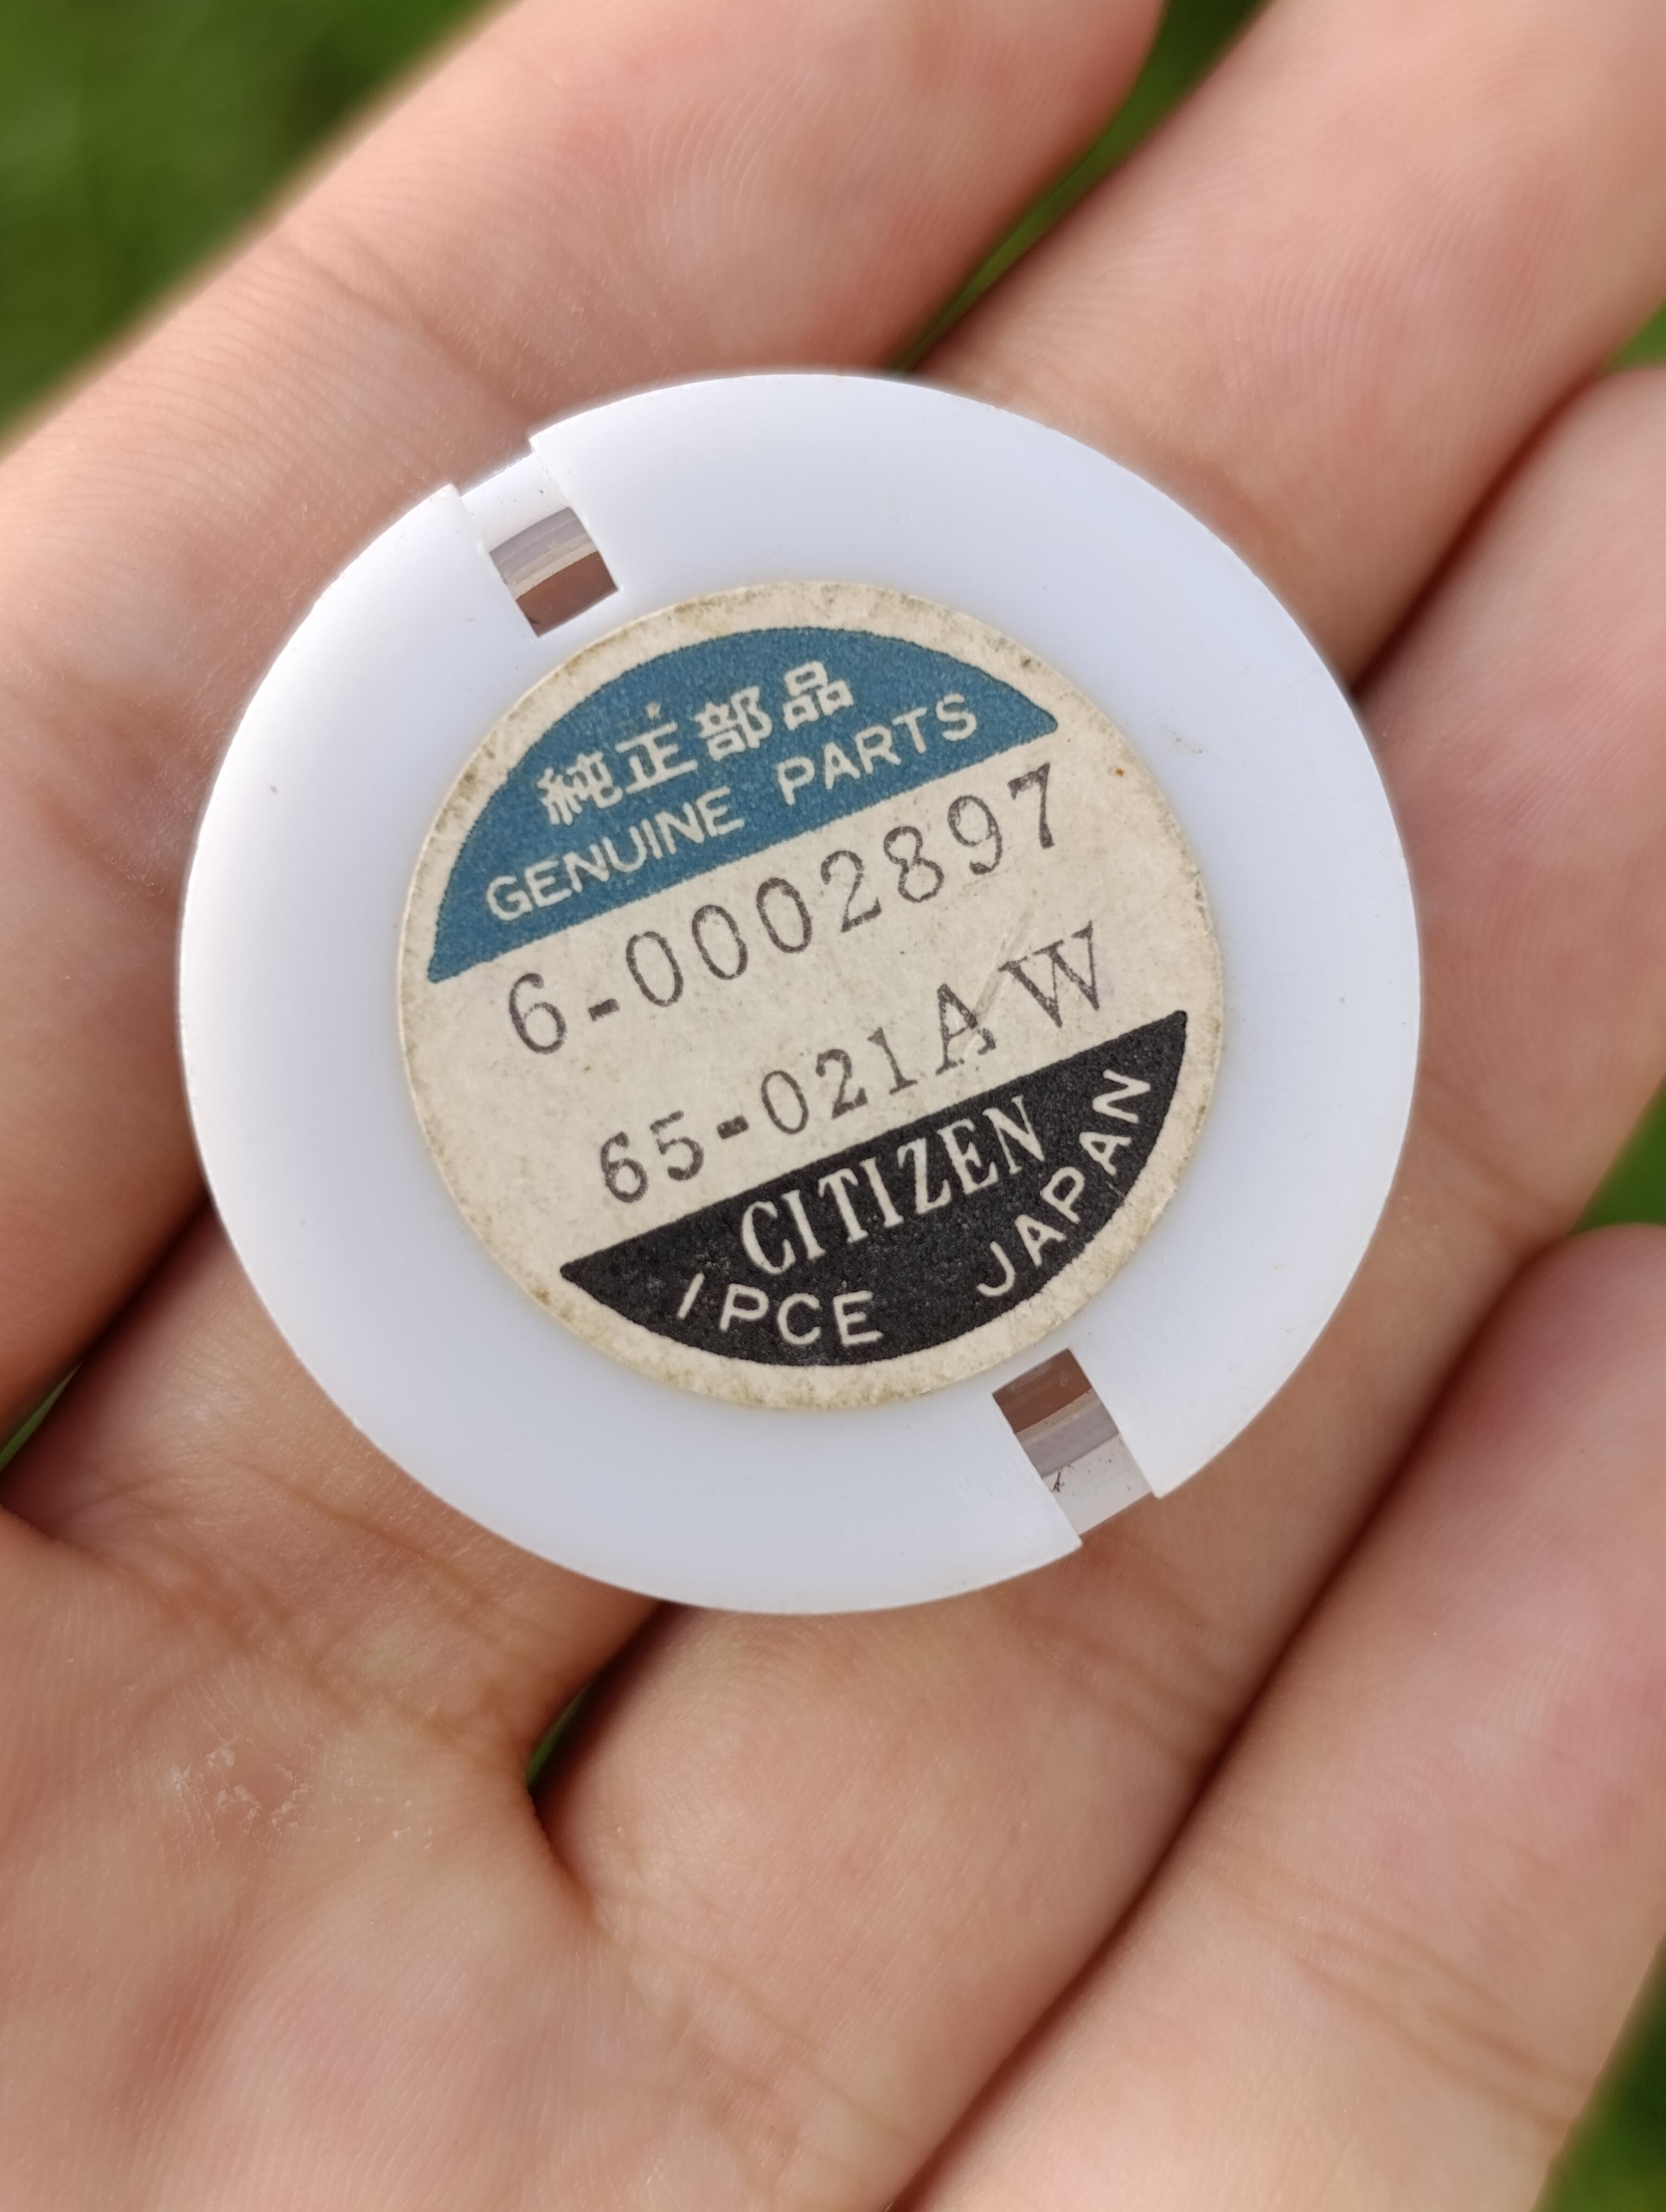 純正部品
GENUINE PARTS
6-0002897
65-021AW
CITIZEN
1PCE JAPAN